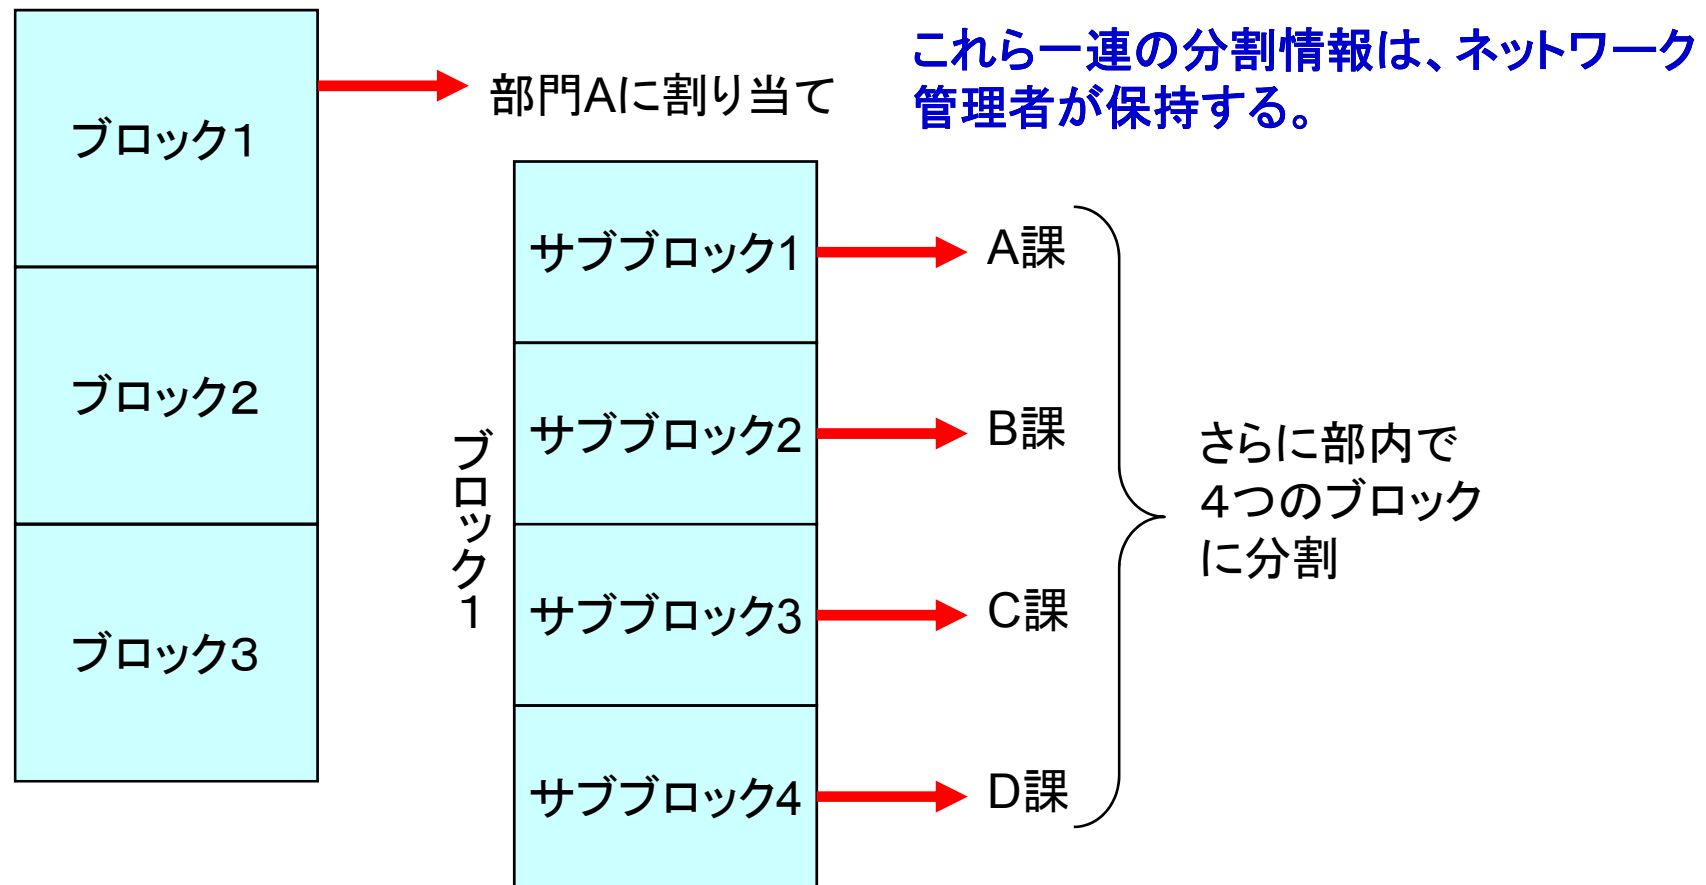 これら一連の分割情報は、ネットワーク
管理者が保持する。
部門Aに割り当て
ブロック1
ブロック2
ブロック3
ブロック1
サブブロック1
サブブロック2
サブブロック3
サブブロック4
A課
B課
C課
D課
さらに部内で
4つのブロック
に分割